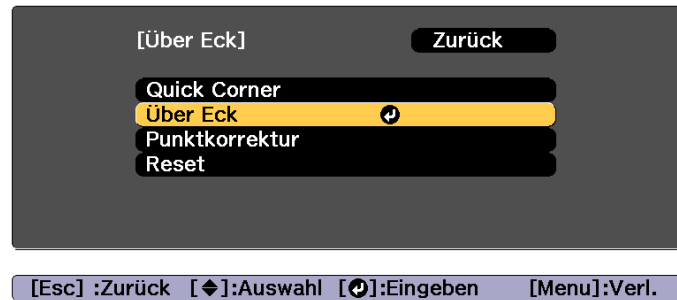 [Über Eck] Zurück
Quick Corner
Über Eck
Punktkorrektur
Reset
[Esc] :Zurück [◆]:Auswahl [↵]:Eingeben [Menu]:Verl.